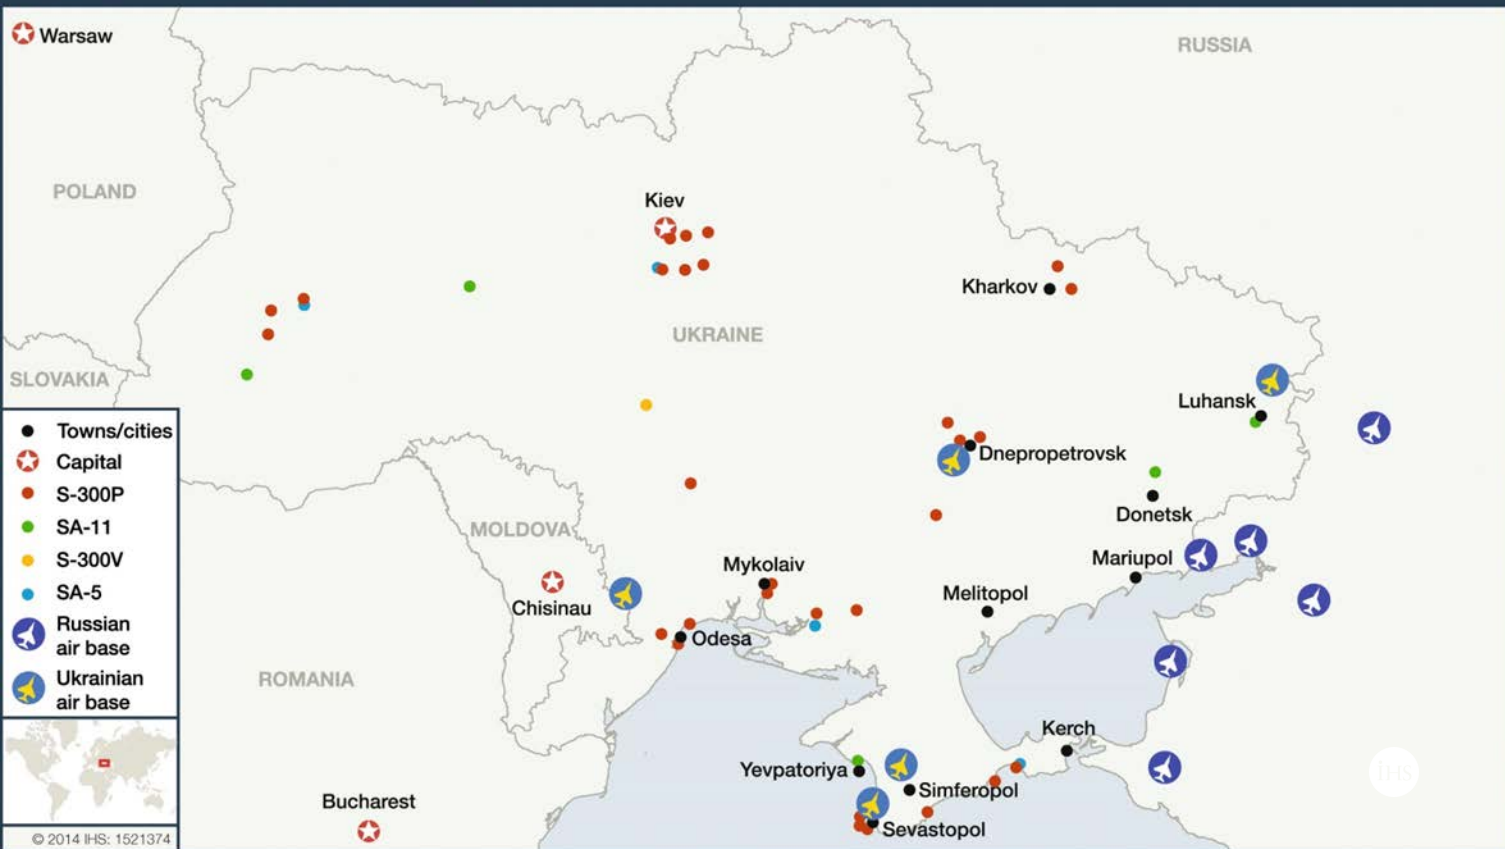 Warsaw
RUSSIA
POLAND
Kiev
Kharkov
UKRAINE
SLOVAKIA
Luhansk
Dnepropetrovsk
Donetsk
MOLDOVA
Mykolaiv
Mariupol
Melitopol
Chisinau
Odesa
ROMANIA
Kerch
Yevpatoriya
Simferopol
Bucharest
Sevastopol
Towns/cities
Capital
S-300P
SA-11
S-300V
SA-5
Russian
air base
Ukrainian
air base
© 2014 IHS: 1521374
IHS